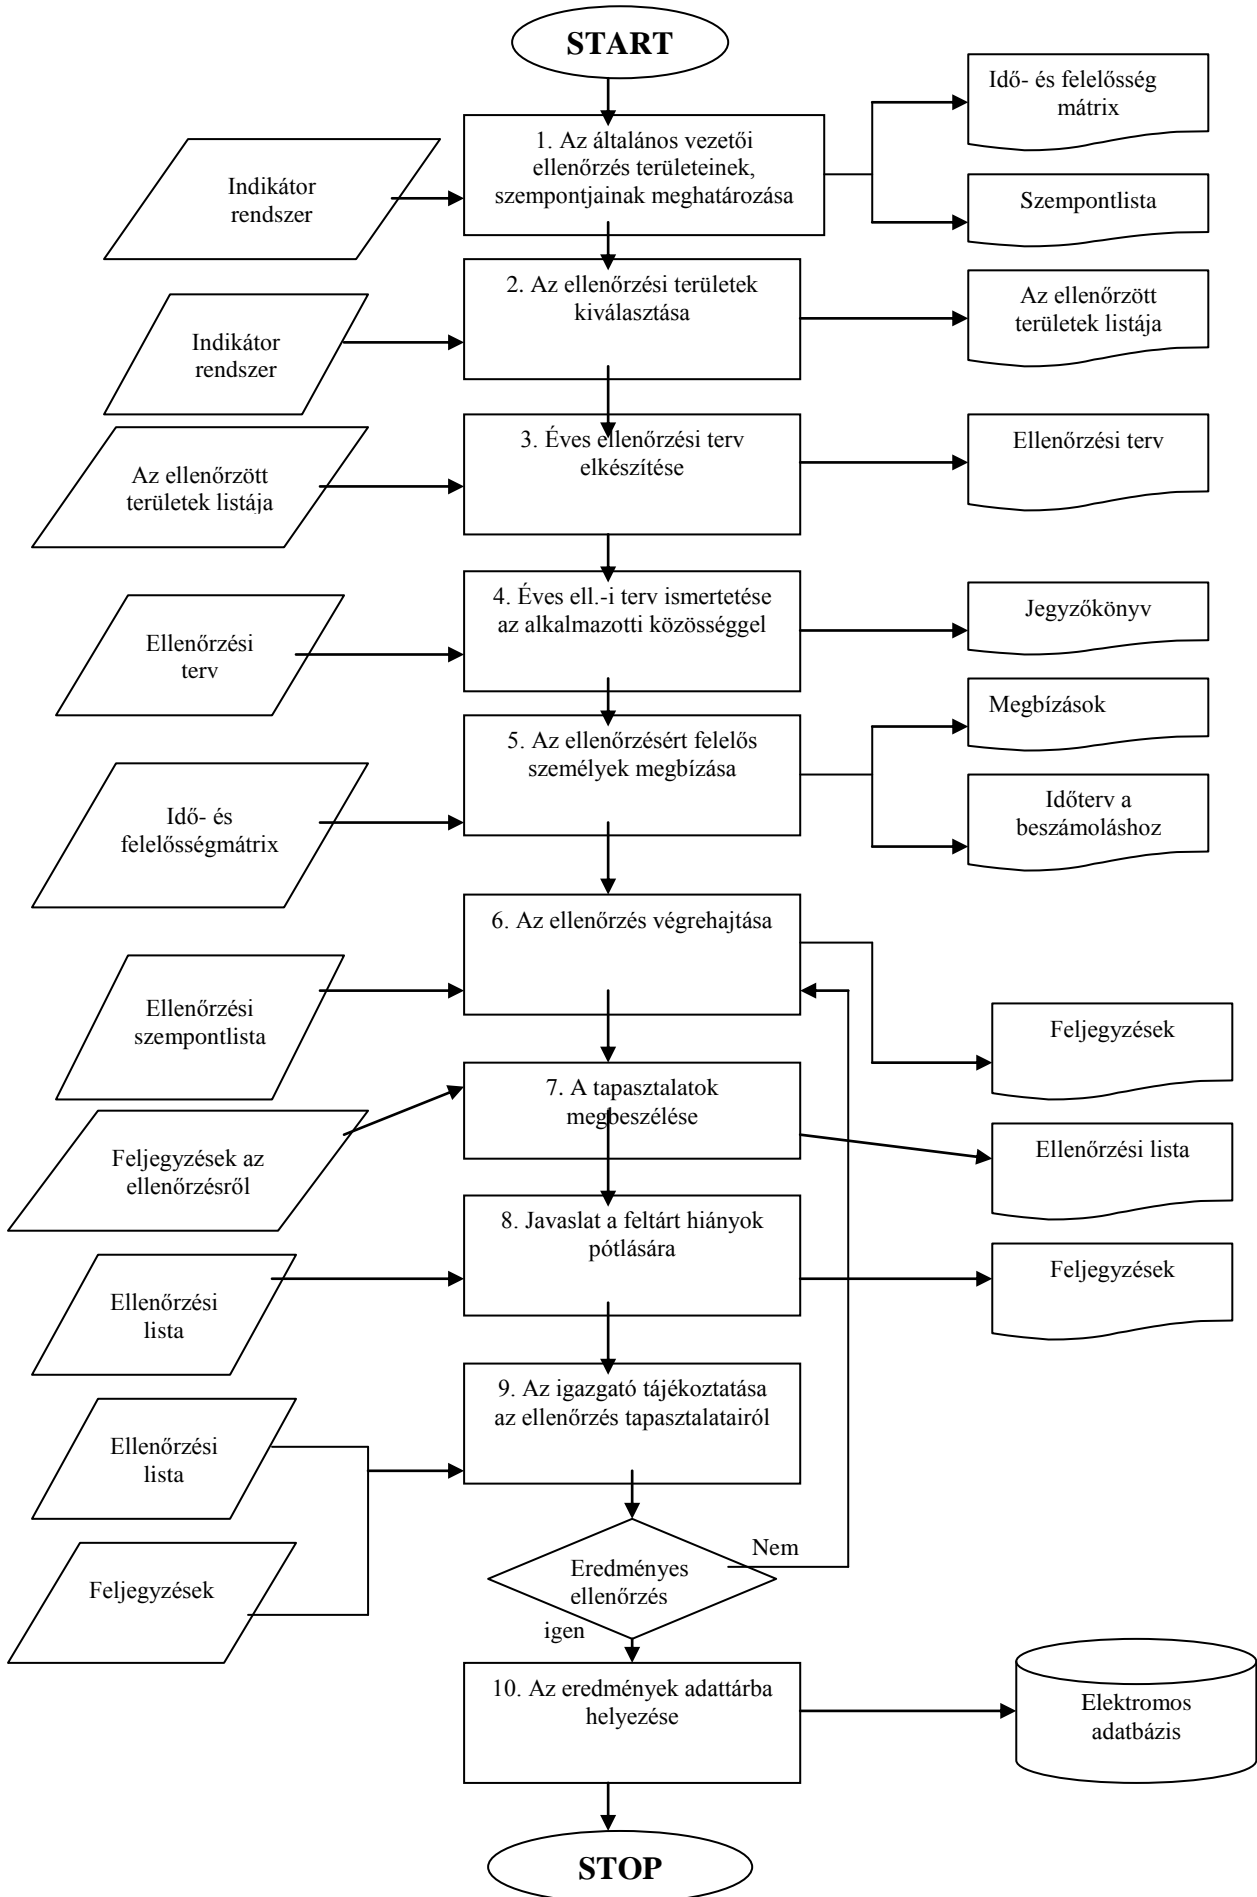 START
Idő- és felelősség
mátrix
1. Az általános vezetői
ellenőrzés területeinek,
szempontjainak meghatározása
Indikátor
rendszer
Szempontlista
2. Az ellenőrzési területek
kiválasztása
Az ellenőrzött
területek listája
Indikátor
rendszer
3. Éves ellenőrzési terv
elkészítése
Ellenőrzési terv
Az ellenőrzött
területek listája
4. Éves ell.-i terv ismertetése
az alkalmazotti közösséggel
Jegyzőkönyv
Ellenőrzési
terv
Megbízások
5. Az ellenőrzésért felelős
személyek megbízása
Időterv a
beszámoláshoz
Idő- és
felelősségmátrix
6. Az ellenőrzés végrehajtása
Ellenőrzési
szempontlista
Feljegyzések
7. A tapasztalatok
megbeszélése
Ellenőrzési lista
Feljegyzések az
ellenőrzésről
8. Javaslat a feltárt hiányok
pótlására
Feljegyzések
Ellenőrzési
lista
9. Az igazgató tájékoztatása
az ellenőrzés tapasztalatairól
Ellenőrzési
lista
Nem
Eredményes
ellenőrzés
Feljegyzések
igen
10. Az eredmények adattárba
helyezése
Elektromos
adatbázis
STOP